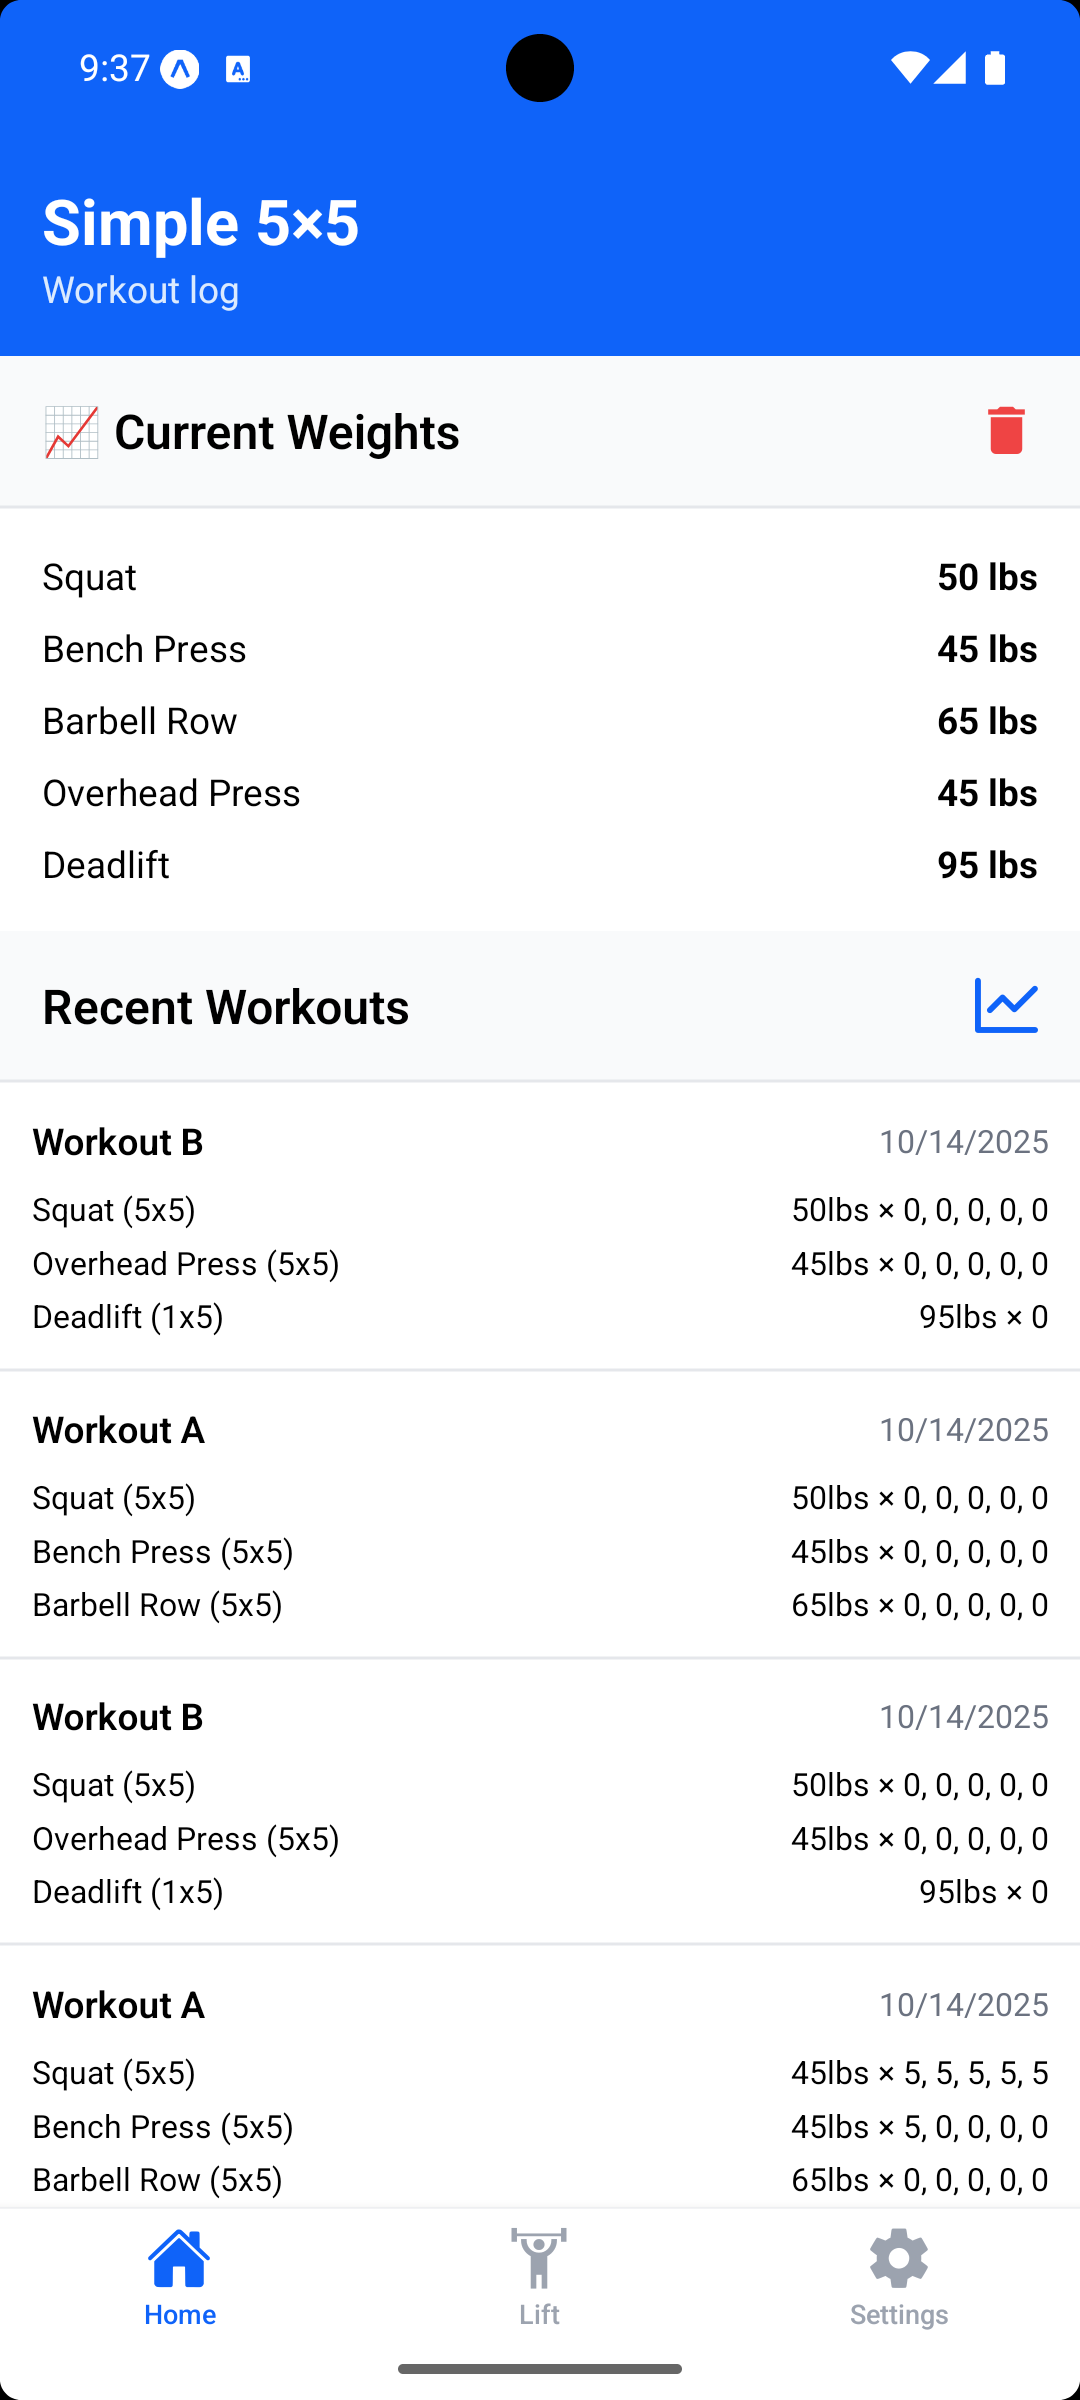 9:37
Simple 5×5
Workout log
Current Weights
Squat 50 lbs
Bench Press 45 lbs
Barbell Row 65 lbs
Overhead Press 45 lbs
Deadlift 95 lbs
Recent Workouts
Workout B 10/14/2025
Squat (5x5) 50lbs × 0, 0, 0, 0, 0
Overhead Press (5x5) 45lbs × 0, 0, 0, 0, 0
Deadlift (1x5) 95lbs × 0
Workout A 10/14/2025
Squat (5x5) 50lbs × 0, 0, 0, 0, 0
Bench Press (5x5) 45lbs × 0, 0, 0, 0, 0
Barbell Row (5x5) 65lbs × 0, 0, 0, 0, 0
Workout B 10/14/2025
Squat (5x5) 50lbs × 0, 0, 0, 0, 0
Overhead Press (5x5) 45lbs × 0, 0, 0, 0, 0
Deadlift (1x5) 95lbs × 0
Workout A 10/14/2025
Squat (5x5) 45lbs × 5, 5, 5, 5, 5
Bench Press (5x5) 45lbs × 5, 0, 0, 0, 0
Barbell Row (5x5) 65lbs × 0, 0, 0, 0, 0
Home Lift Settings